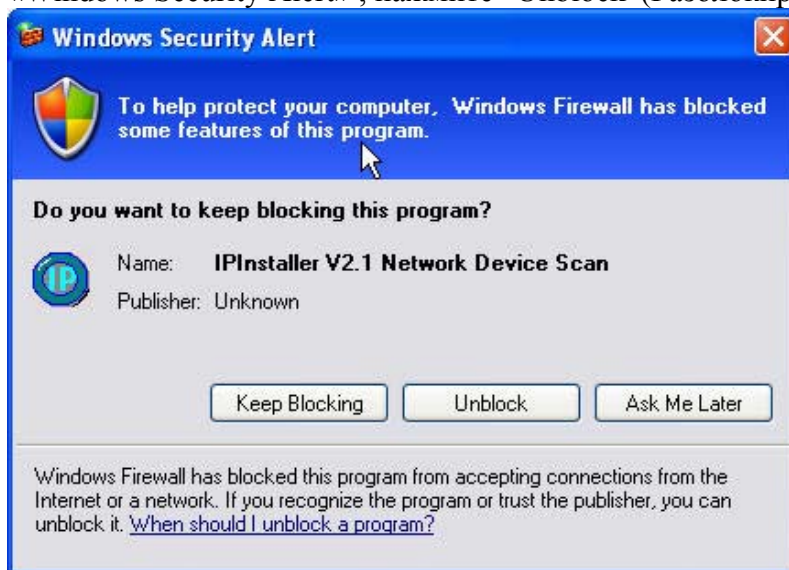 Windows Security Alert
To help protect your computer, Windows Firewall has blocked
some features of this program.
Do you want to keep blocking this program?
Name: IPInstaller V2.1 Network Device Scan
Publisher: Unknown
Keep Blocking Unblock Ask Me Later
Windows Firewall has blocked this program from accepting connections from the
Internet or a network. If you recognize the program or trust the publisher, you can
unblock it. When should I unblock a program?